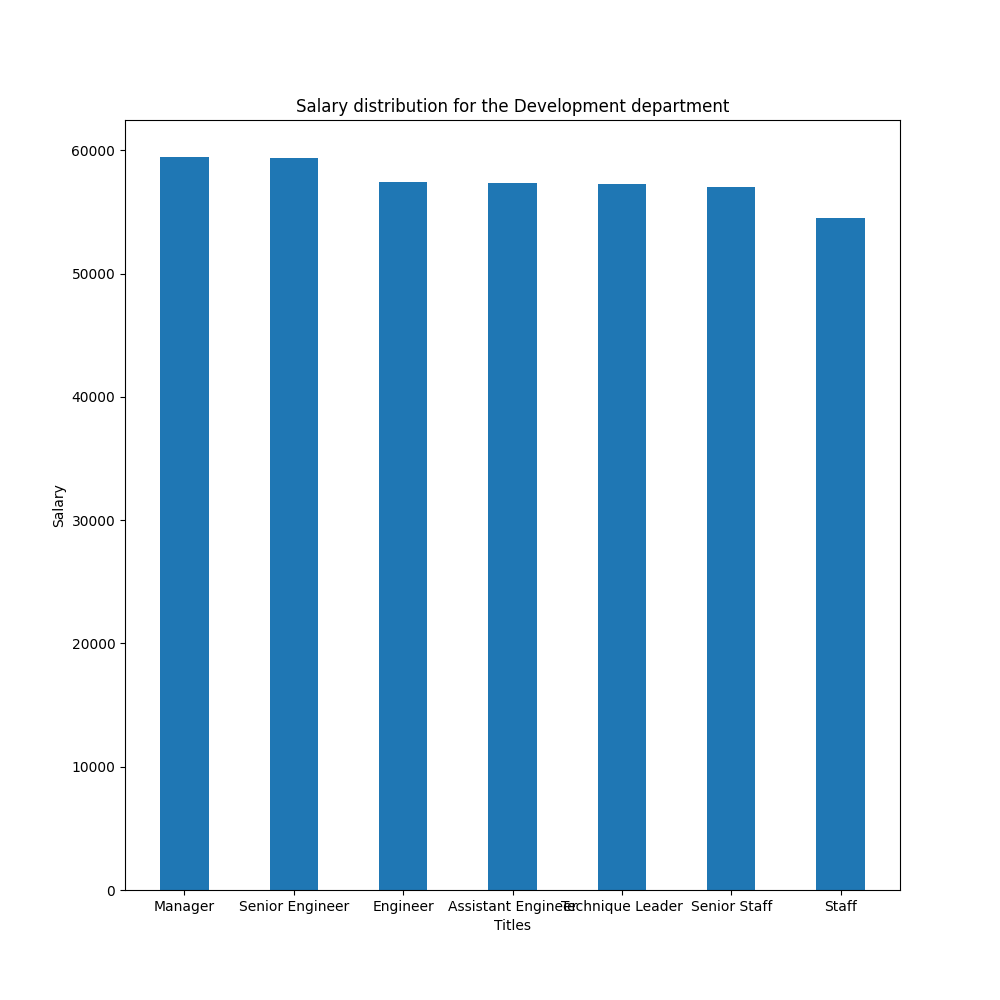 Salary distribution for the Development department
60000
50000
40000
30000
20000
10000
0
Salary
Manager Senior Engineer Engineer Assistant Engineer Technique Leader Senior Staff Staff
Titles